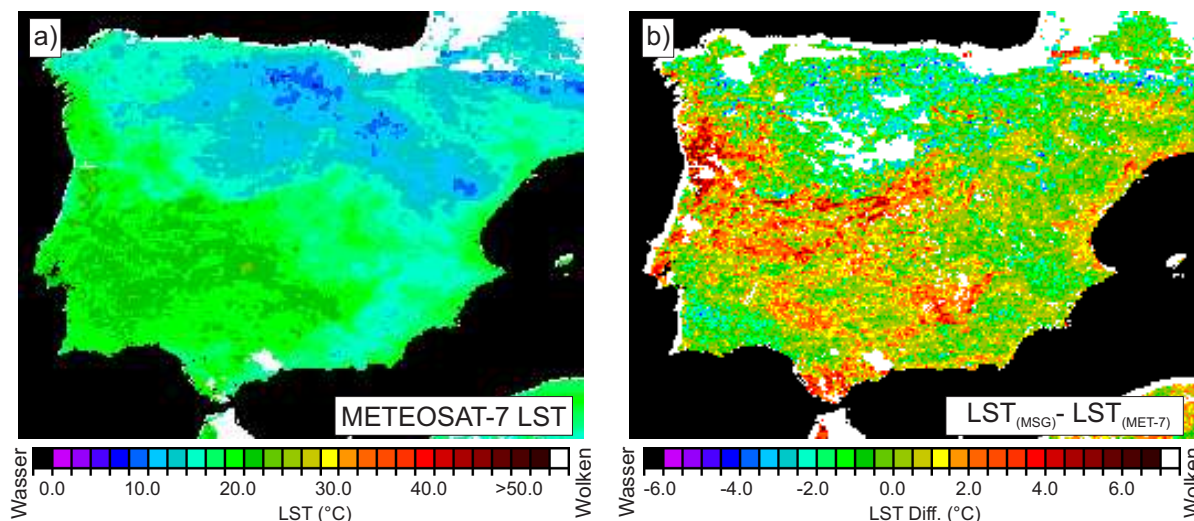 a)
METEOSAT-7 LST
Wasser
0.0 10.0 20.0 30.0 40.0 >50.0
Wolken
LST (°C)
b)
LST(MSG)- LST(MET-7)
Wasser
-6.0 -4.0 -2.0 0.0 2.0 4.0 6.0
Wolken
LST Diff. (°C)